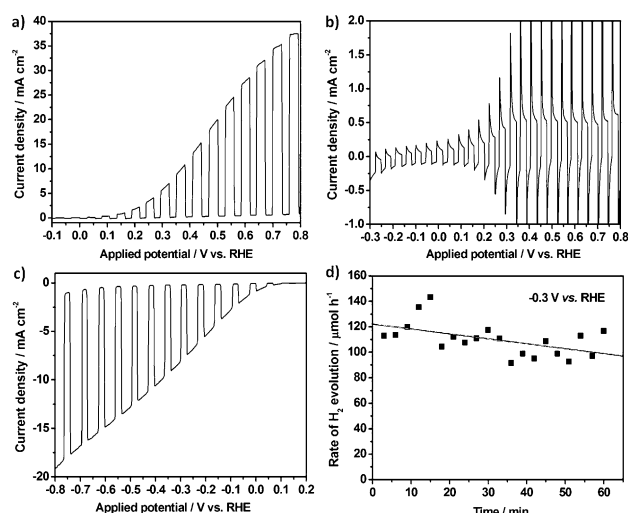 a)
40
35
30
25
20
15
10
5
0
Current density / mA cm⁻²
-0.1 0.0 0.1 0.2 0.3 0.4 0.5 0.6 0.7 0.8
Applied potential / V vs. RHE
b)
2.0
1.5
1.0
0.5
0.0
-0.5
-1.0
Current density / mA cm⁻²
-0.3 -0.2 -0.1 0.0 0.1 0.2 0.3 0.4 0.5 0.6 0.7 0.8
Applied potential / V vs. RHE
c)
0
-5
-10
-15
-20
Current density / mA cm⁻²
-0.8 -0.7 -0.6 -0.5 -0.4 -0.3 -0.2 -0.1 0.0 0.1 0.2
Applied potential / V vs. RHE
d)
-0.3 V vs. RHE
160
140
120
100
80
60
40
20
0
Rate of H₂ evolution / μmol h⁻¹
0 10 20 30 40 50 60
Time / min